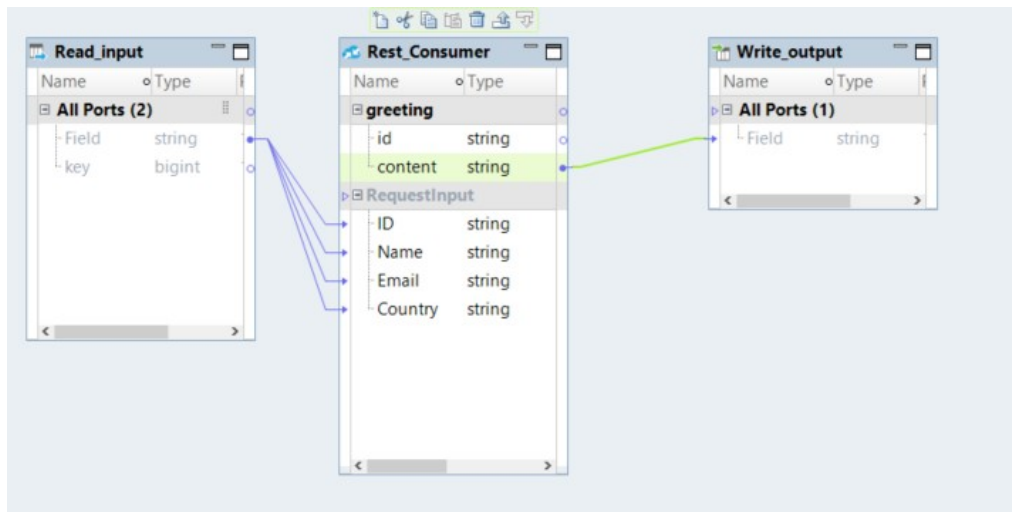 Read_input
Name Type
All Ports (2)
Field string
key bigint
Rest_Consumer
Name Type
greeting
id string
content string
RequestInput
ID string
Name string
Email string
Country string
Write_output
Name Type
All Ports (1)
Field string